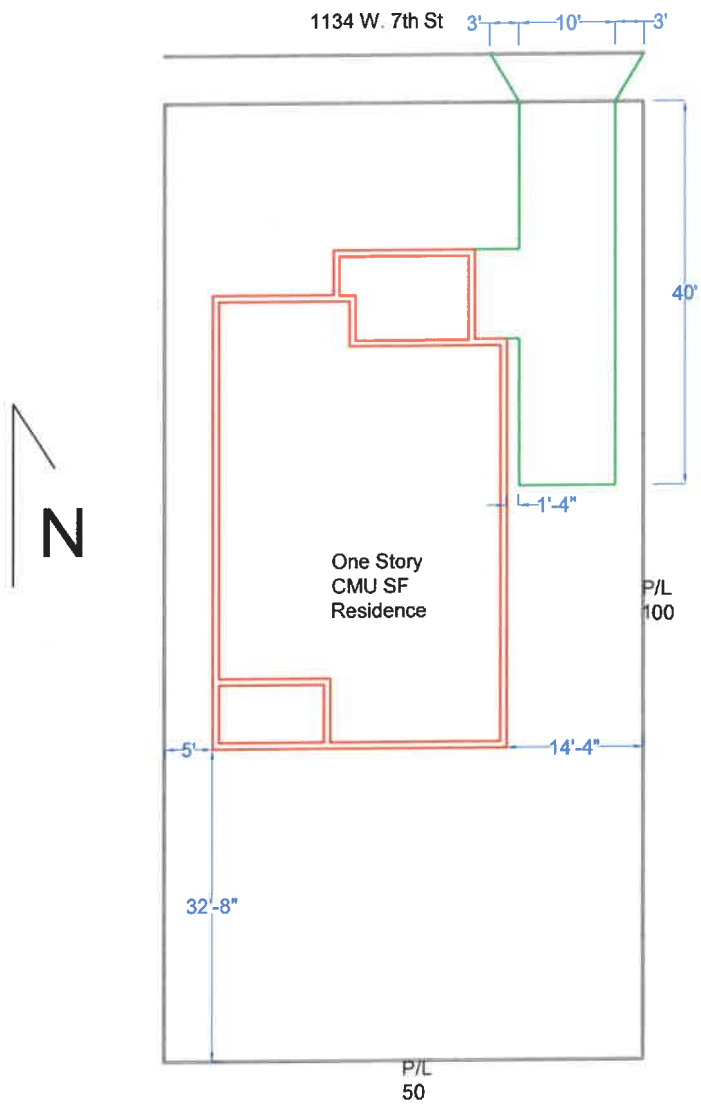 1134 W. 7th St
3' 10' 3'
40'
N
1'-4"
One Story
CMU SF
Residence
P/L
100
5'
14'-4"
32'-8"
P/L
50